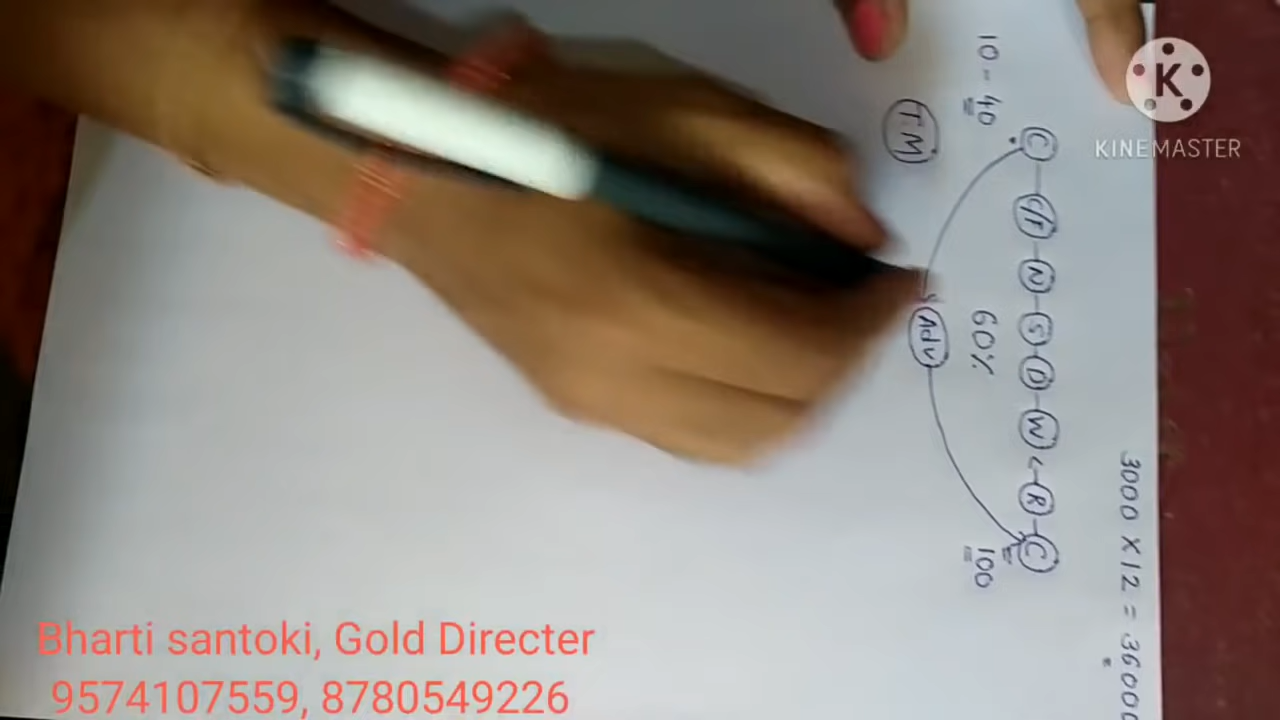 3000 X 12 = 36000
C C/F N S D W R C
10 - 40 60% 100
TM Adv
KINEMASTER
Bharti santoki, Gold Directer
9574107559, 8780549226